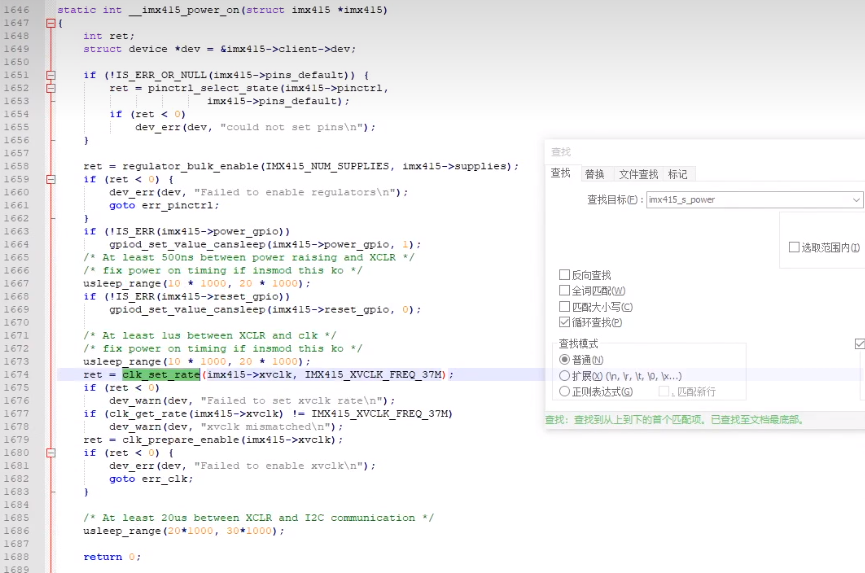 1646 static int __imx415_power_on(struct imx415 *imx415)
1647 {
1648 int ret;
1649 struct device *dev = &imx415->client->dev;
1650
1651 if (!IS_ERR_OR_NULL(imx415->pins_default)) {
1652 ret = pinctrl_select_state(imx415->pinctrl,
1653 imx415->pins_default);
1654 if (ret < 0)
1655 dev_err(dev, "could not set pins\n");
1656 }
1657
1658 ret = regulator_bulk_enable(IMX415_NUM_SUPPLIES, imx415->supplies);
1659 if (ret < 0) {
1660 dev_err(dev, "Failed to enable regulators\n");
1661 goto err_pinctrl;
1662 }
1663 if (!IS_ERR(imx415->power_gpio))
1664 gpiod_set_value_cansleep(imx415->power_gpio, 1);
1665 /* At least 500ns between power raising and XCLR */
1666 /* fix power on timing if insmod this ko */
1667 usleep_range(10 * 1000, 20 * 1000);
1668 if (!IS_ERR(imx415->reset_gpio))
1669 gpiod_set_value_cansleep(imx415->reset_gpio, 0);
1670
1671 /* At least 1us between XCLR and clk */
1672 /* fix power on timing if insmod this ko */
1673 usleep_range(10 * 1000, 20 * 1000);
1674 ret = clk_set_rate(imx415->xvclk, IMX415_XVCLK_FREQ_37M);
1675 if (ret < 0)
1676 dev_warn(dev, "Failed to set xvclk rate\n");
1677 if (clk_get_rate(imx415->xvclk) != IMX415_XVCLK_FREQ_37M)
1678 dev_warn(dev, "xvclk mismatched\n");
1679 ret = clk_prepare_enable(imx415->xvclk);
1680 if (ret < 0) {
1681 dev_err(dev, "Failed to enable xvclk\n");
1682 goto err_clk;
1683 }
1684
1685 /* At least 20us between XCLR and I2C communication */
1686 usleep_range(20*1000, 30*1000);
1687
1688 return 0;
1689
查找
查找 替换 文件查找 标记
查找目标(F)： imx415_s_power
选取范围内(I)
反向查找
全词匹配(W)
匹配大小写(C)
循环查找(P)
查找模式
普通(N)
扩展(X) (\n, \r, \t, \0, \x...)
正则表达式(G) . 匹配新行
查找：查找到从上到下的首个匹配项。已查找至文档最底部。